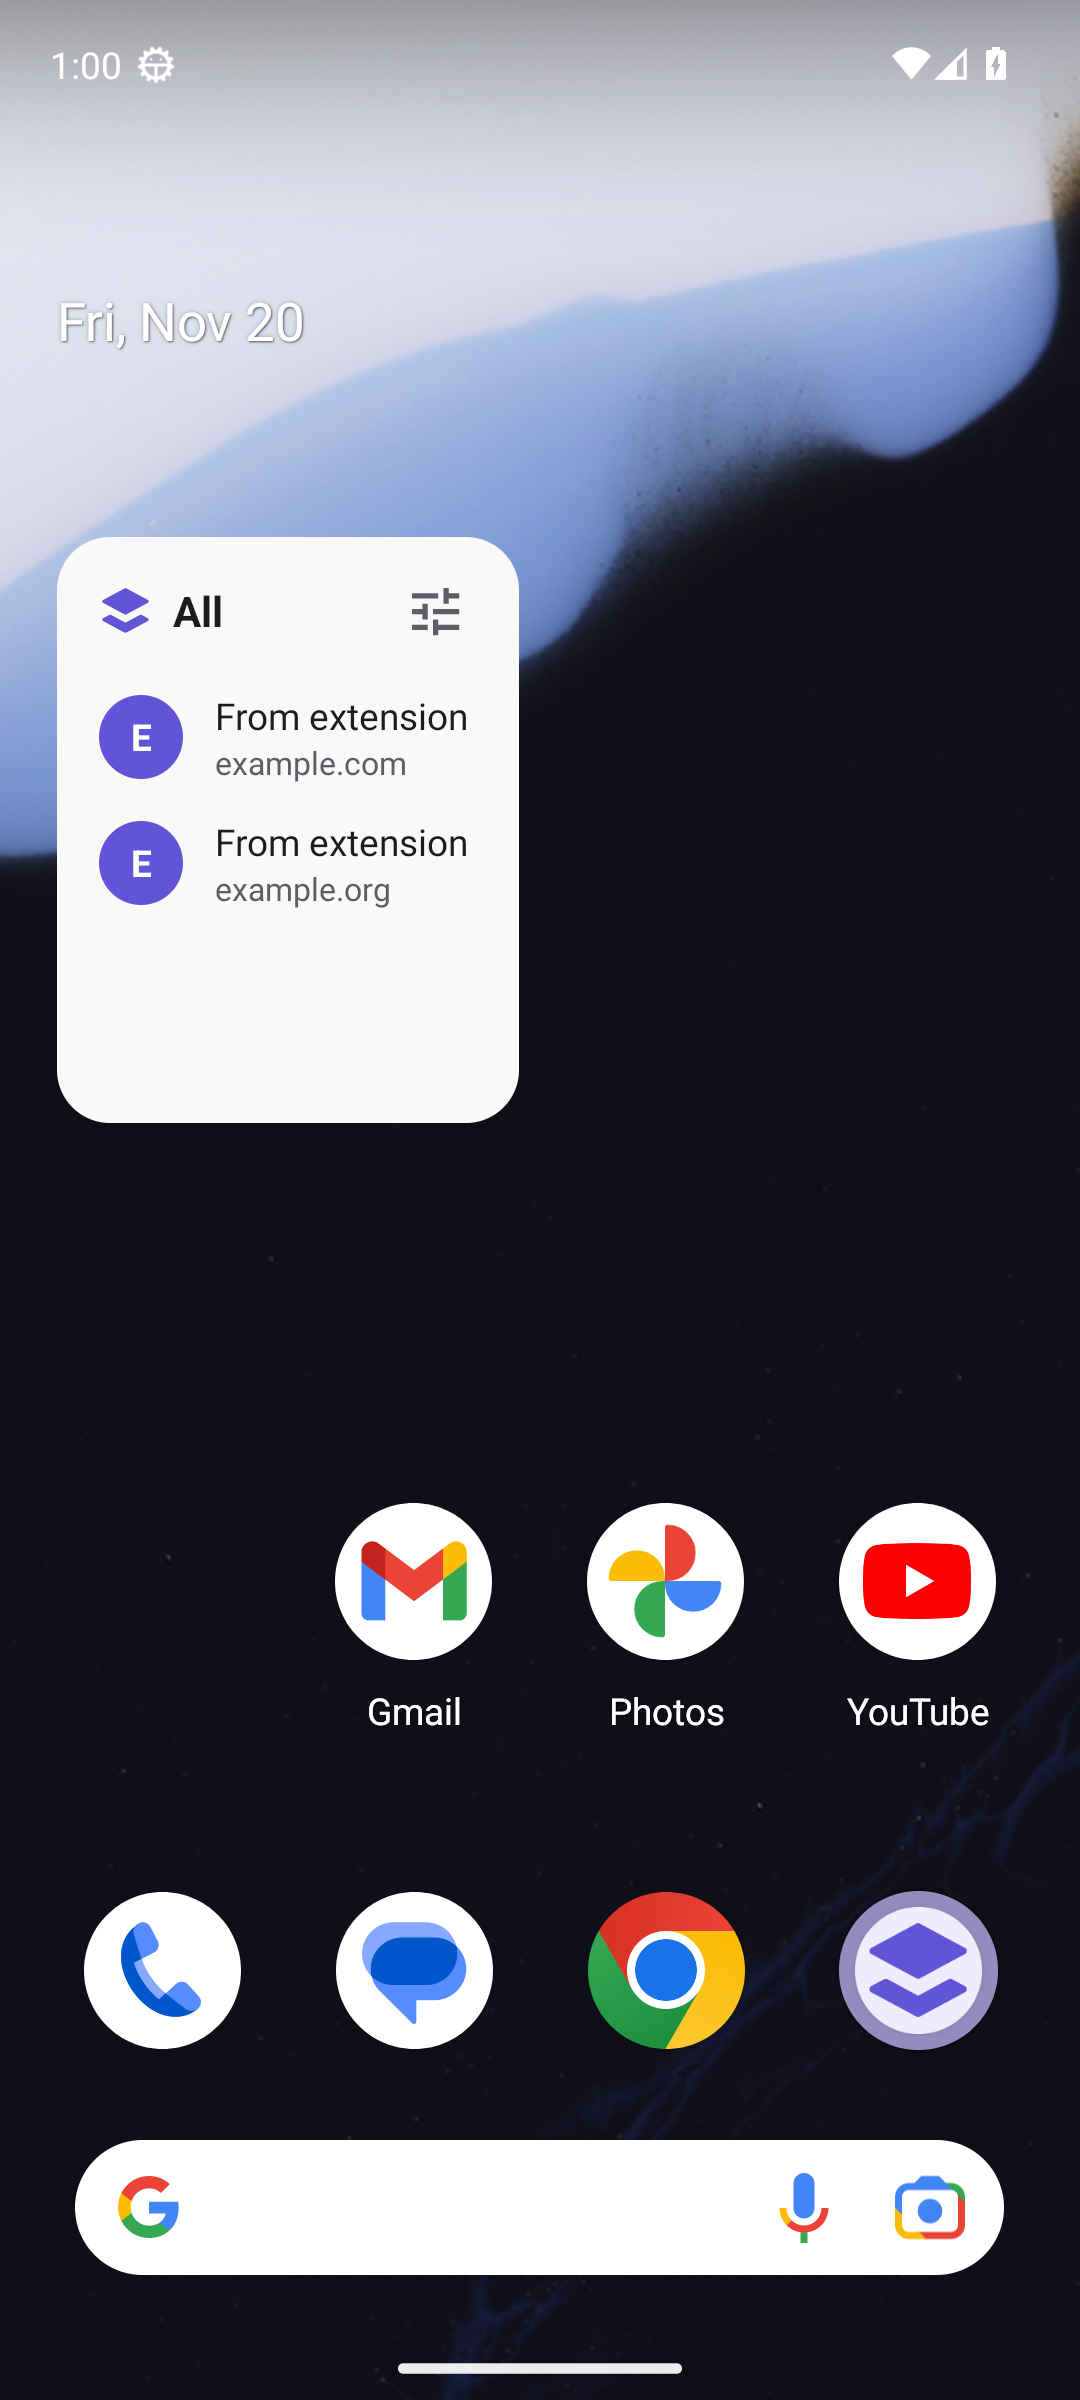 1:00
Fri, Nov 20
All
E
From extension
example.com
E
From extension
example.org
Gmail
Photos
YouTube